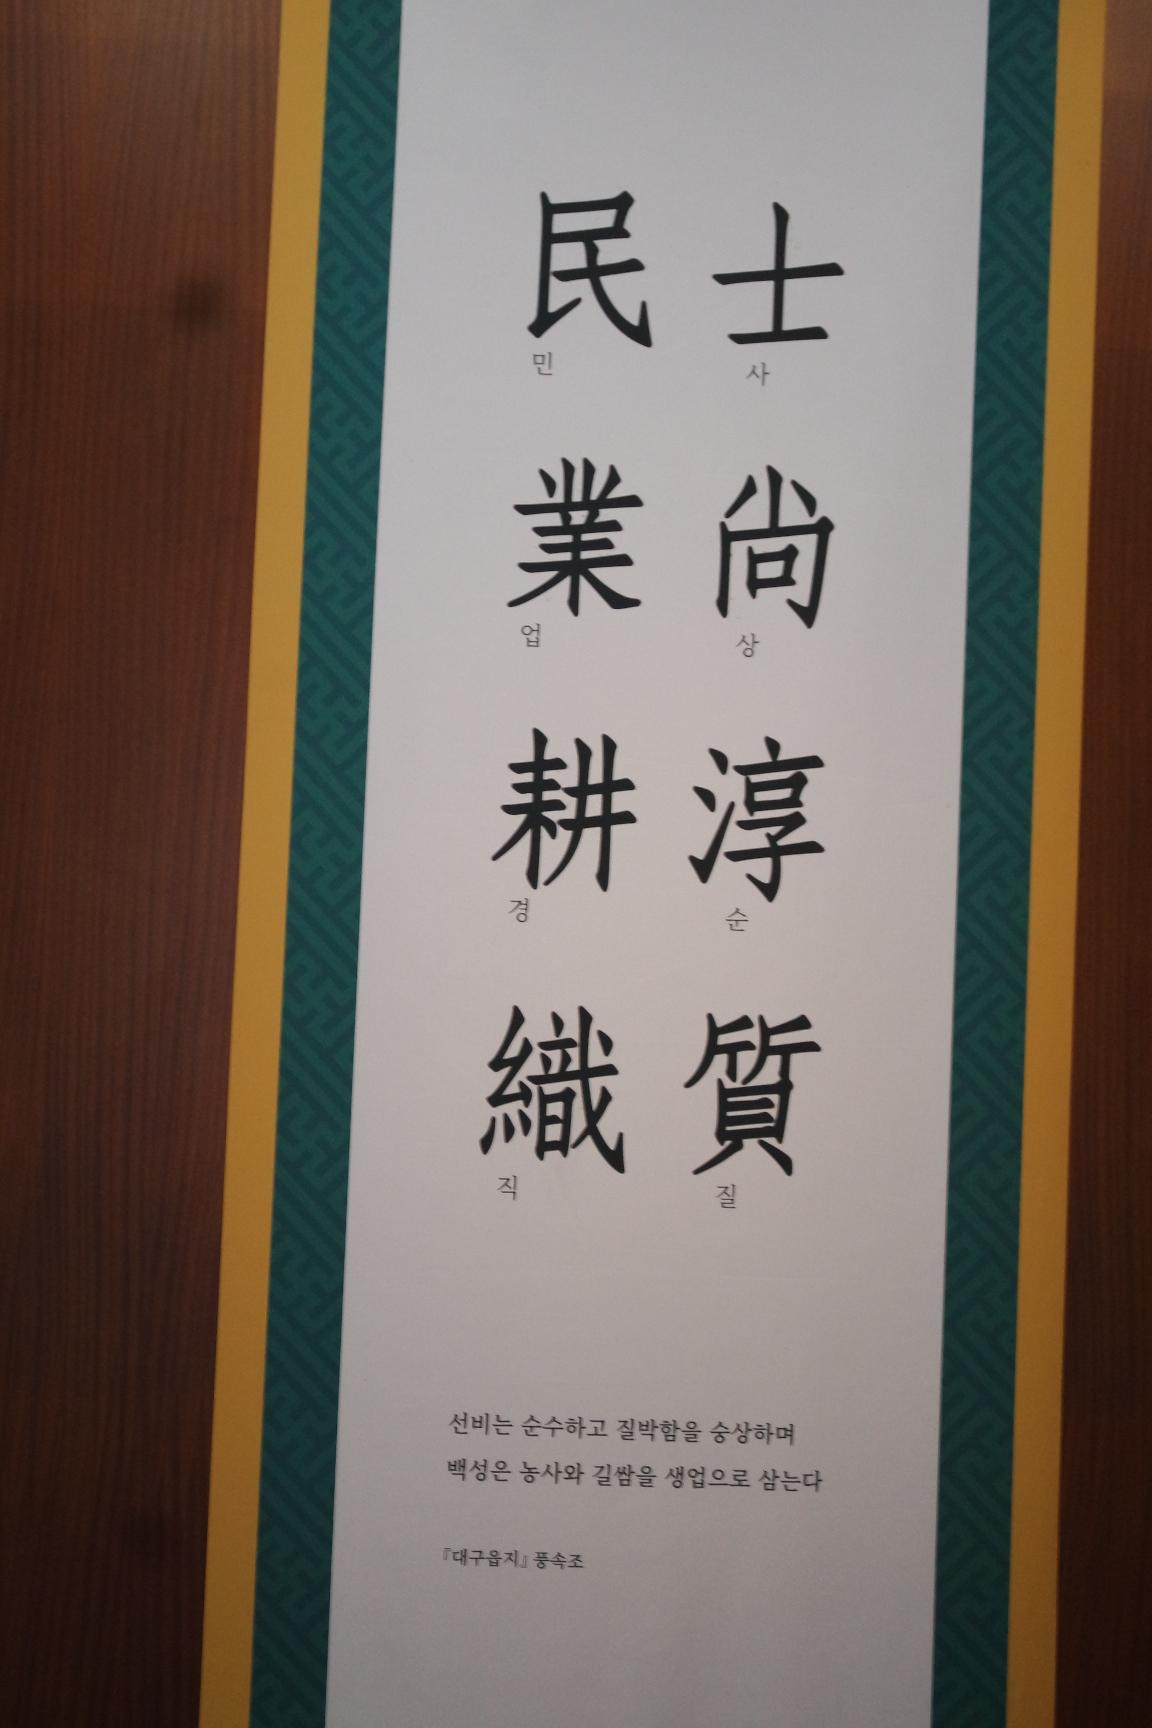 士尚淳質
사상순질
民業耕織
민업경직
선비는 순수하고 질박함을 숭상하며
백성은 농사와 길쌈을 생업으로 삼는다
『대구읍지』 풍속조